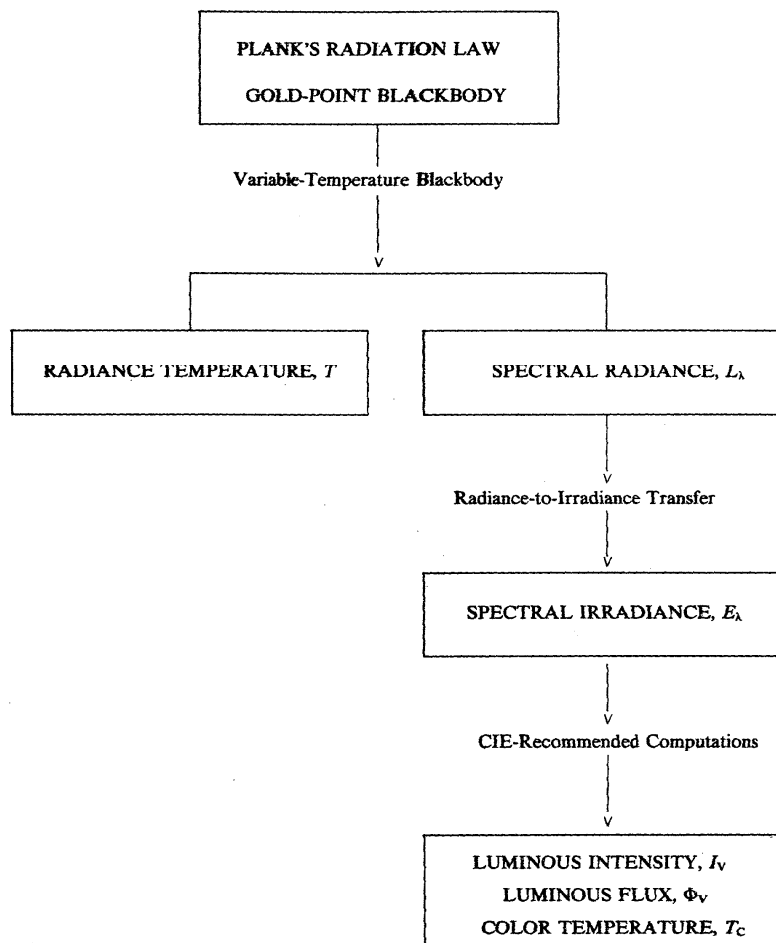 PLANK'S RADIATION LAW
GOLD-POINT BLACKBODY
Variable-Temperature Blackbody
RADIANCE TEMPERATURE, T
SPECTRAL RADIANCE, Lλ
Radiance-to-Irradiance Transfer
SPECTRAL IRRADIANCE, Eλ
CIE-Recommended Computations
LUMINOUS INTENSITY, Iv
LUMINOUS FLUX, Φv
COLOR TEMPERATURE, Tc